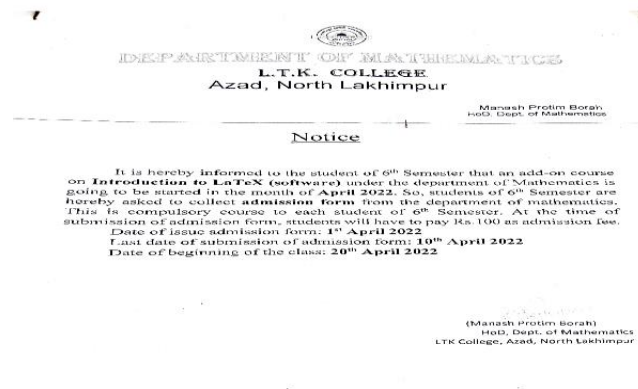 DEPARTMENT OF MATHEMATICS
L.T.K. COLLEGE
Azad, North Lakhimpur
Manash Protim Borah
HoD, Dept. of Mathematics
Notice
It is hereby informed to the student of 6th Semester that an add-on course
on Introduction to LaTeX (software) under the department of Mathematics is
going to be started in the month of April 2022. So, students of 6th Semester are
hereby asked to collect admission form from the department of mathematics.
This is compulsory course to each student of 6th Semester. At the time of
submission of admission form, students will have to pay Rs.100 as admission fee.
Date of issue admission form: 1st April 2022
Last date of submission of admission form: 10th April 2022
Date of beginning of the class: 20th April 2022
(Manash Protim Borah)
HoD, Dept. of Mathematics
LTK College, Azad, North Lakhimpur